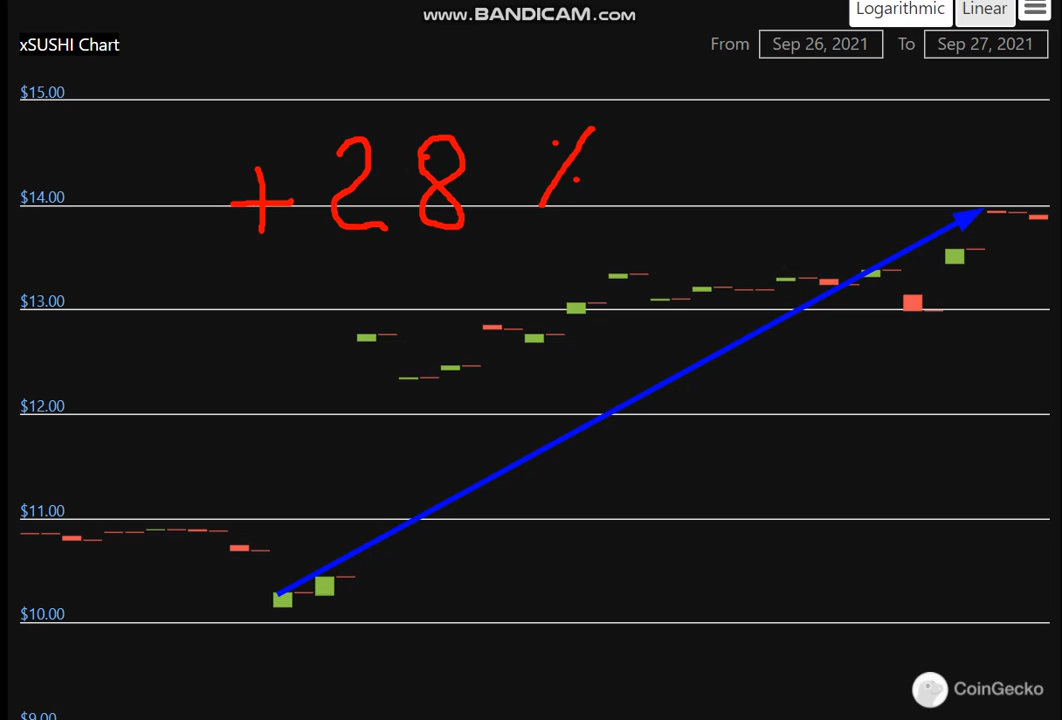 www.BANDICAM.com
Logarithmic Linear
xSUSHI Chart
From Sep 26, 2021 To Sep 27, 2021
$15.00
+ 28 %
$14.00
$13.00
$12.00
$11.00
$10.00
CoinGecko
$9.00